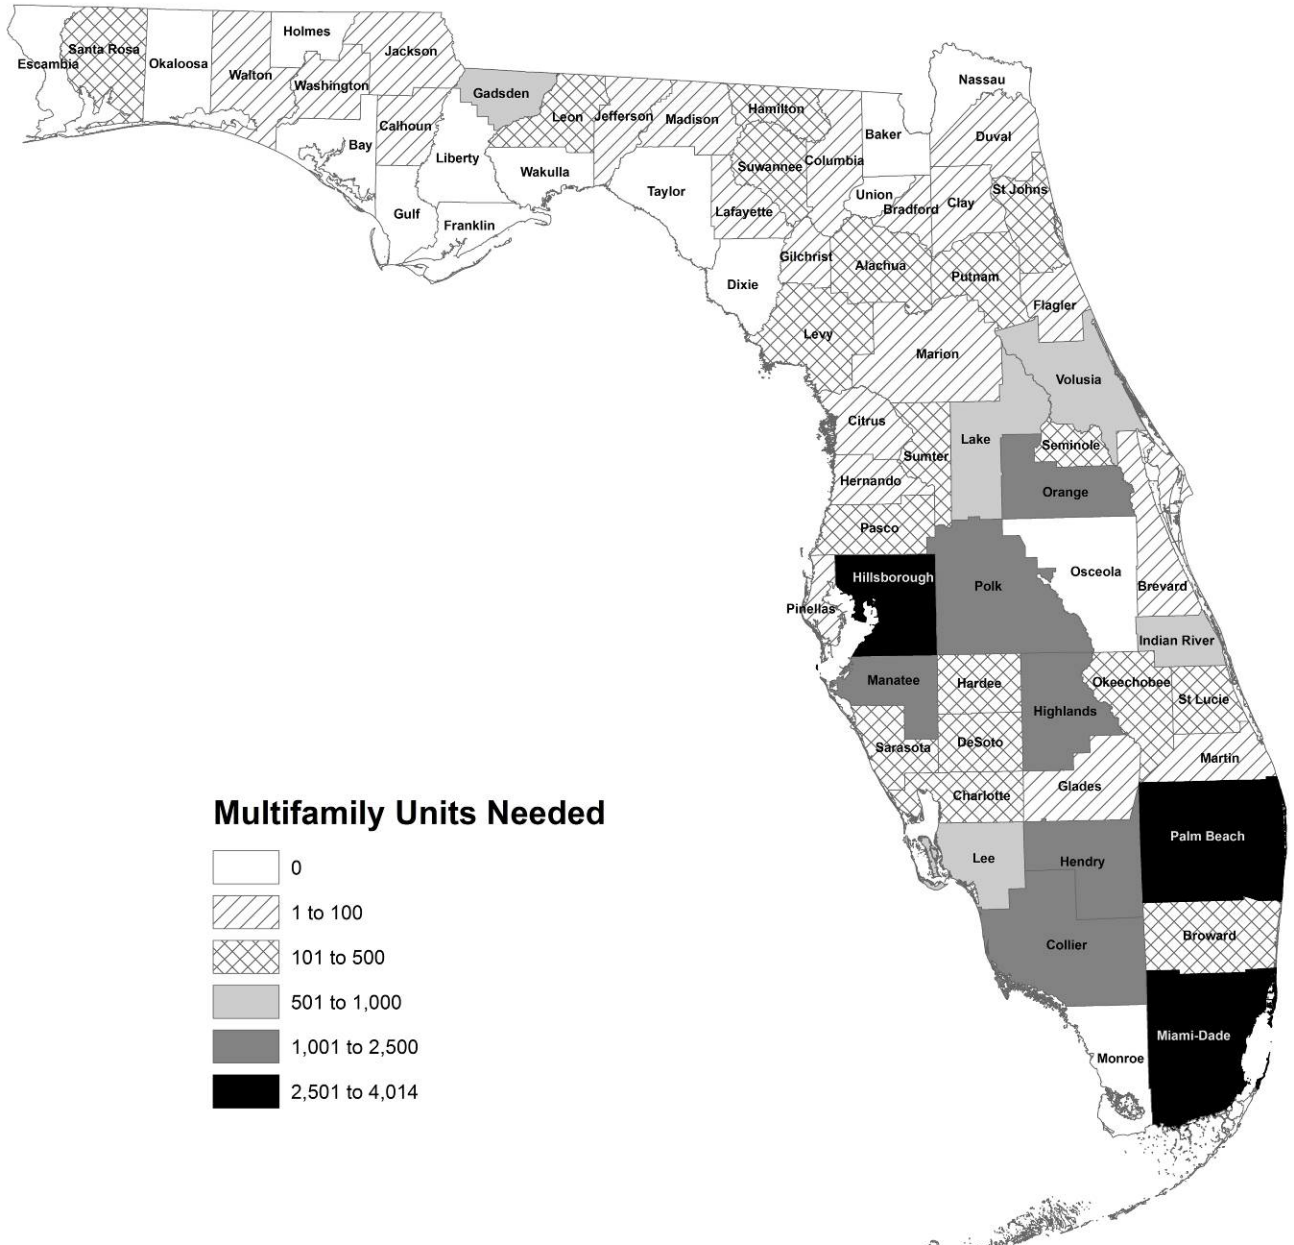 Holmes
Jackson
Santa Rosa
Escambia
Okaloosa
Walton
Washington
Gadsden
Nassau
Calhoun
Leon
Jefferson
Madison
Hamilton
Baker
Duval
Bay
Liberty
Wakulla
Suwannee
Columbia
Taylor
Union
St Johns
Gulf
Franklin
Lafayette
Bradford
Clay
Gilchrist
Alachua
Putnam
Dixie
Flagler
Levy
Marion
Volusia
Citrus
Lake
Seminole
Sumter
Hernando
Orange
Pasco
Hillsborough
Polk
Osceola
Brevard
Pinellas
Indian River
Manatee
Hardee
Okeechobee
St Lucie
Highlands
Sarasota
DeSoto
Martin
Charlotte
Glades
Multifamily Units Needed
Palm Beach
Lee
Hendry
0
1 to 100
Broward
Collier
101 to 500
501 to 1,000
Miami-Dade
1,001 to 2,500
Monroe
2,501 to 4,014